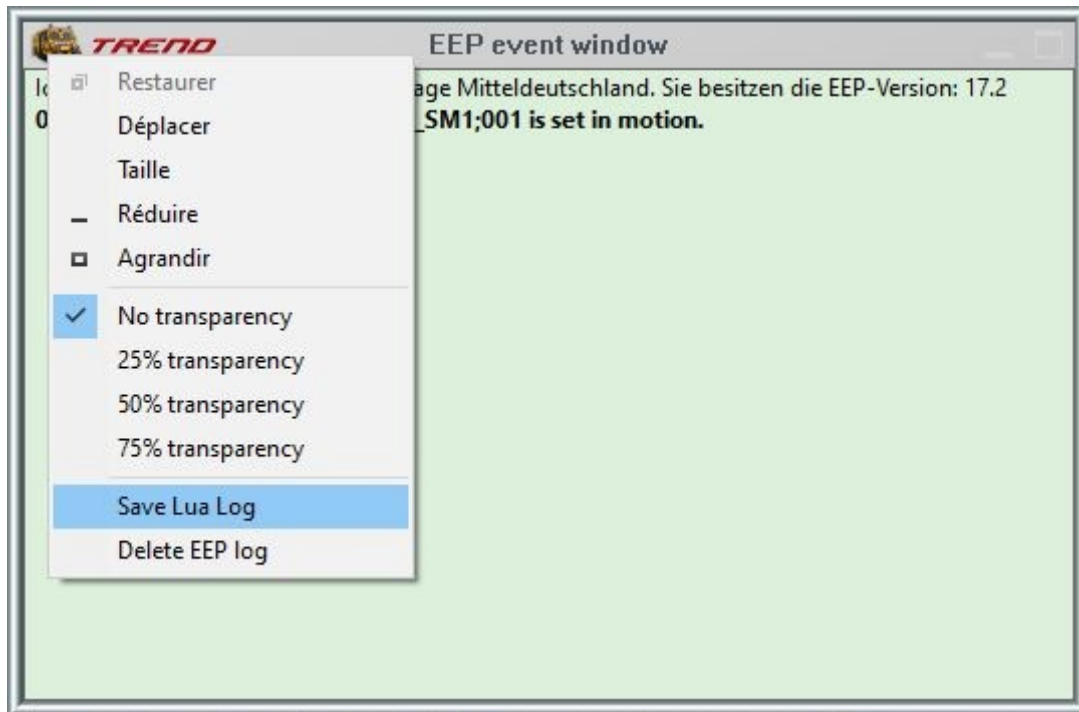 TREND EEP event window
age Mitteldeutschland. Sie besitzen die EEP-Version: 17.2
0 _SM1;001 is set in motion.
Restaurer
Déplacer
Taille
Réduire
Agrandir
No transparency
25% transparency
50% transparency
75% transparency
Save Lua Log
Delete EEP log